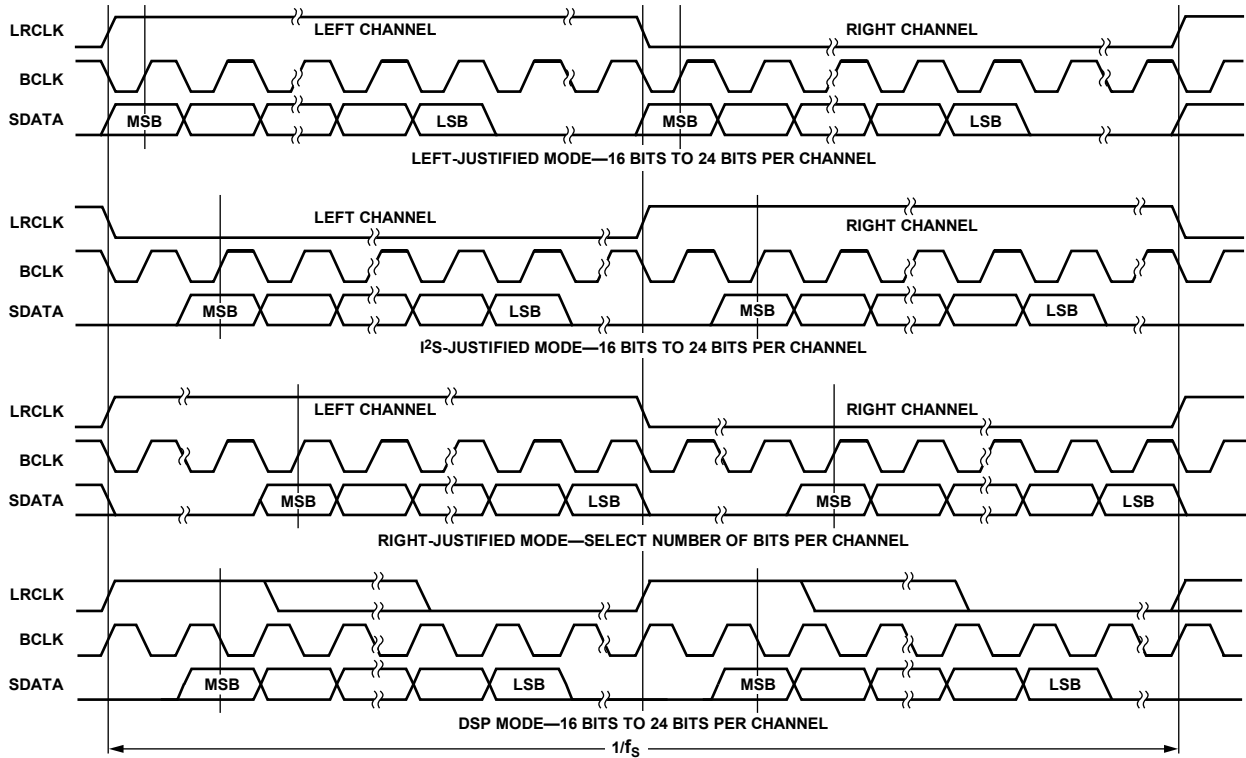 LRCLK
LEFT CHANNEL
RIGHT CHANNEL
BCLK
SDATA
MSB
LSB
MSB
LSB
LEFT-JUSTIFIED MODE—16 BITS TO 24 BITS PER CHANNEL
LRCLK
LEFT CHANNEL
RIGHT CHANNEL
BCLK
SDATA
MSB
LSB
MSB
LSB
I²S-JUSTIFIED MODE—16 BITS TO 24 BITS PER CHANNEL
LRCLK
LEFT CHANNEL
RIGHT CHANNEL
BCLK
SDATA
MSB
LSB
MSB
LSB
RIGHT-JUSTIFIED MODE—SELECT NUMBER OF BITS PER CHANNEL
LRCLK
BCLK
SDATA
MSB
LSB
MSB
LSB
DSP MODE—16 BITS TO 24 BITS PER CHANNEL
1/fS